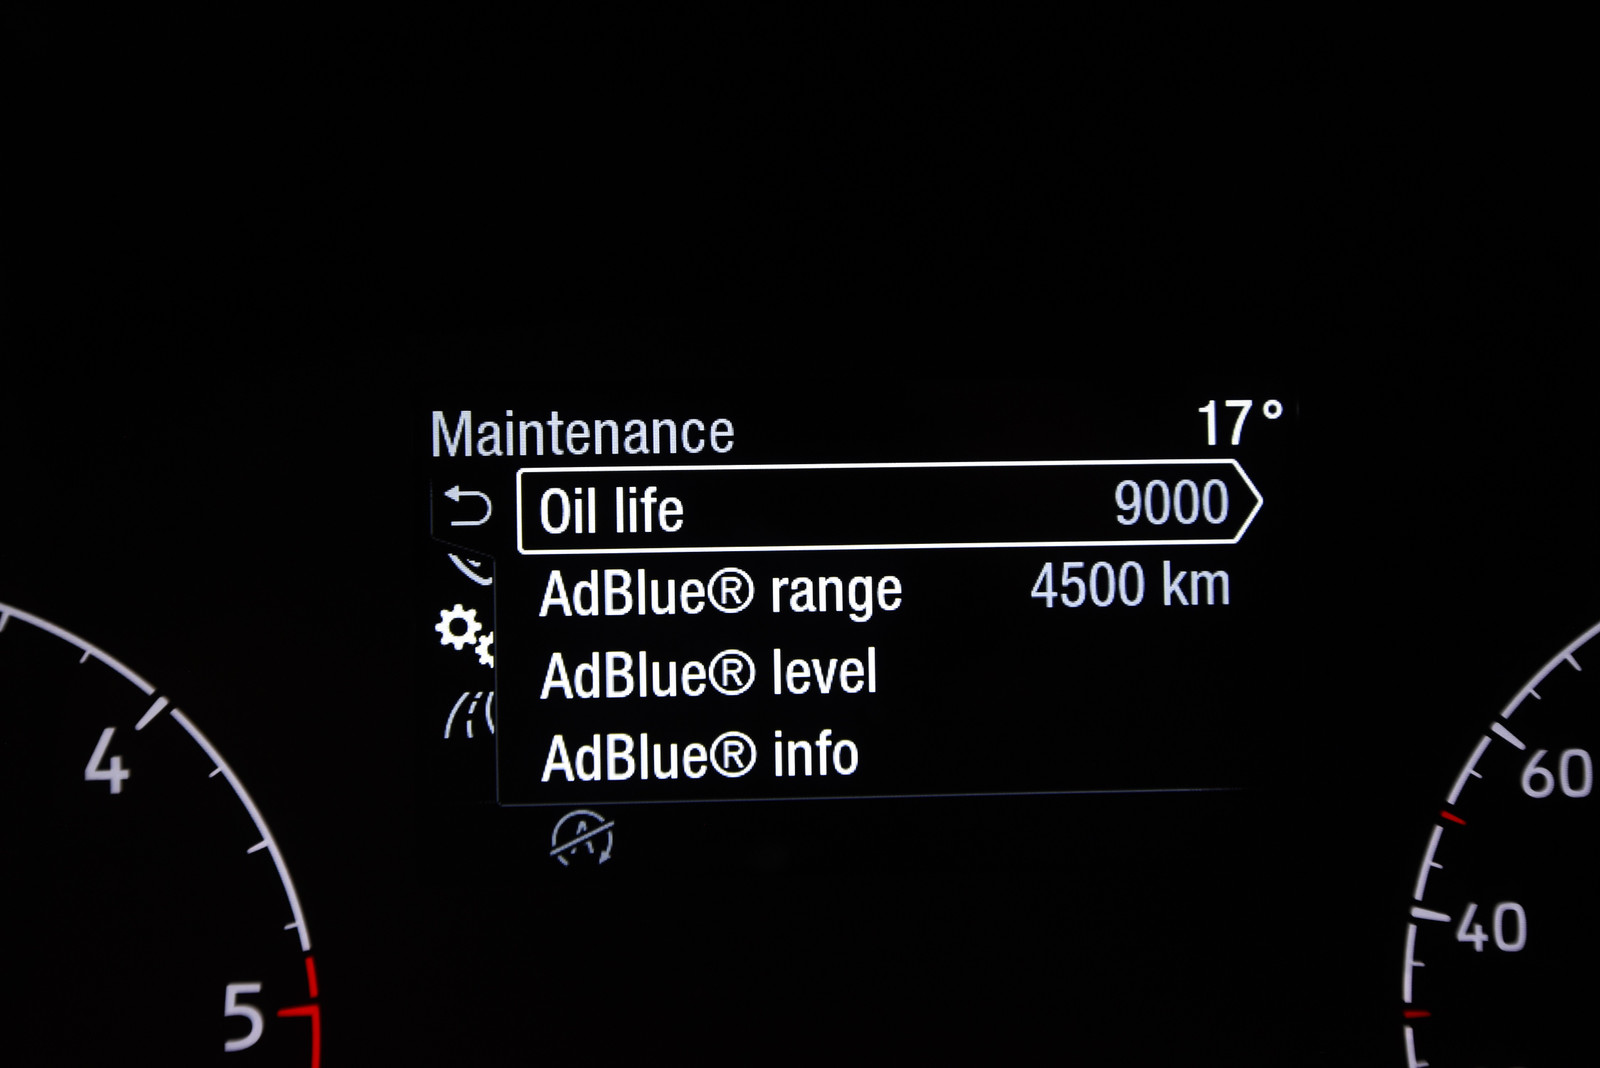 Maintenance 17°
Oil life 9000
AdBlue® range 4500 km
AdBlue® level
AdBlue® info
4
5
60
40